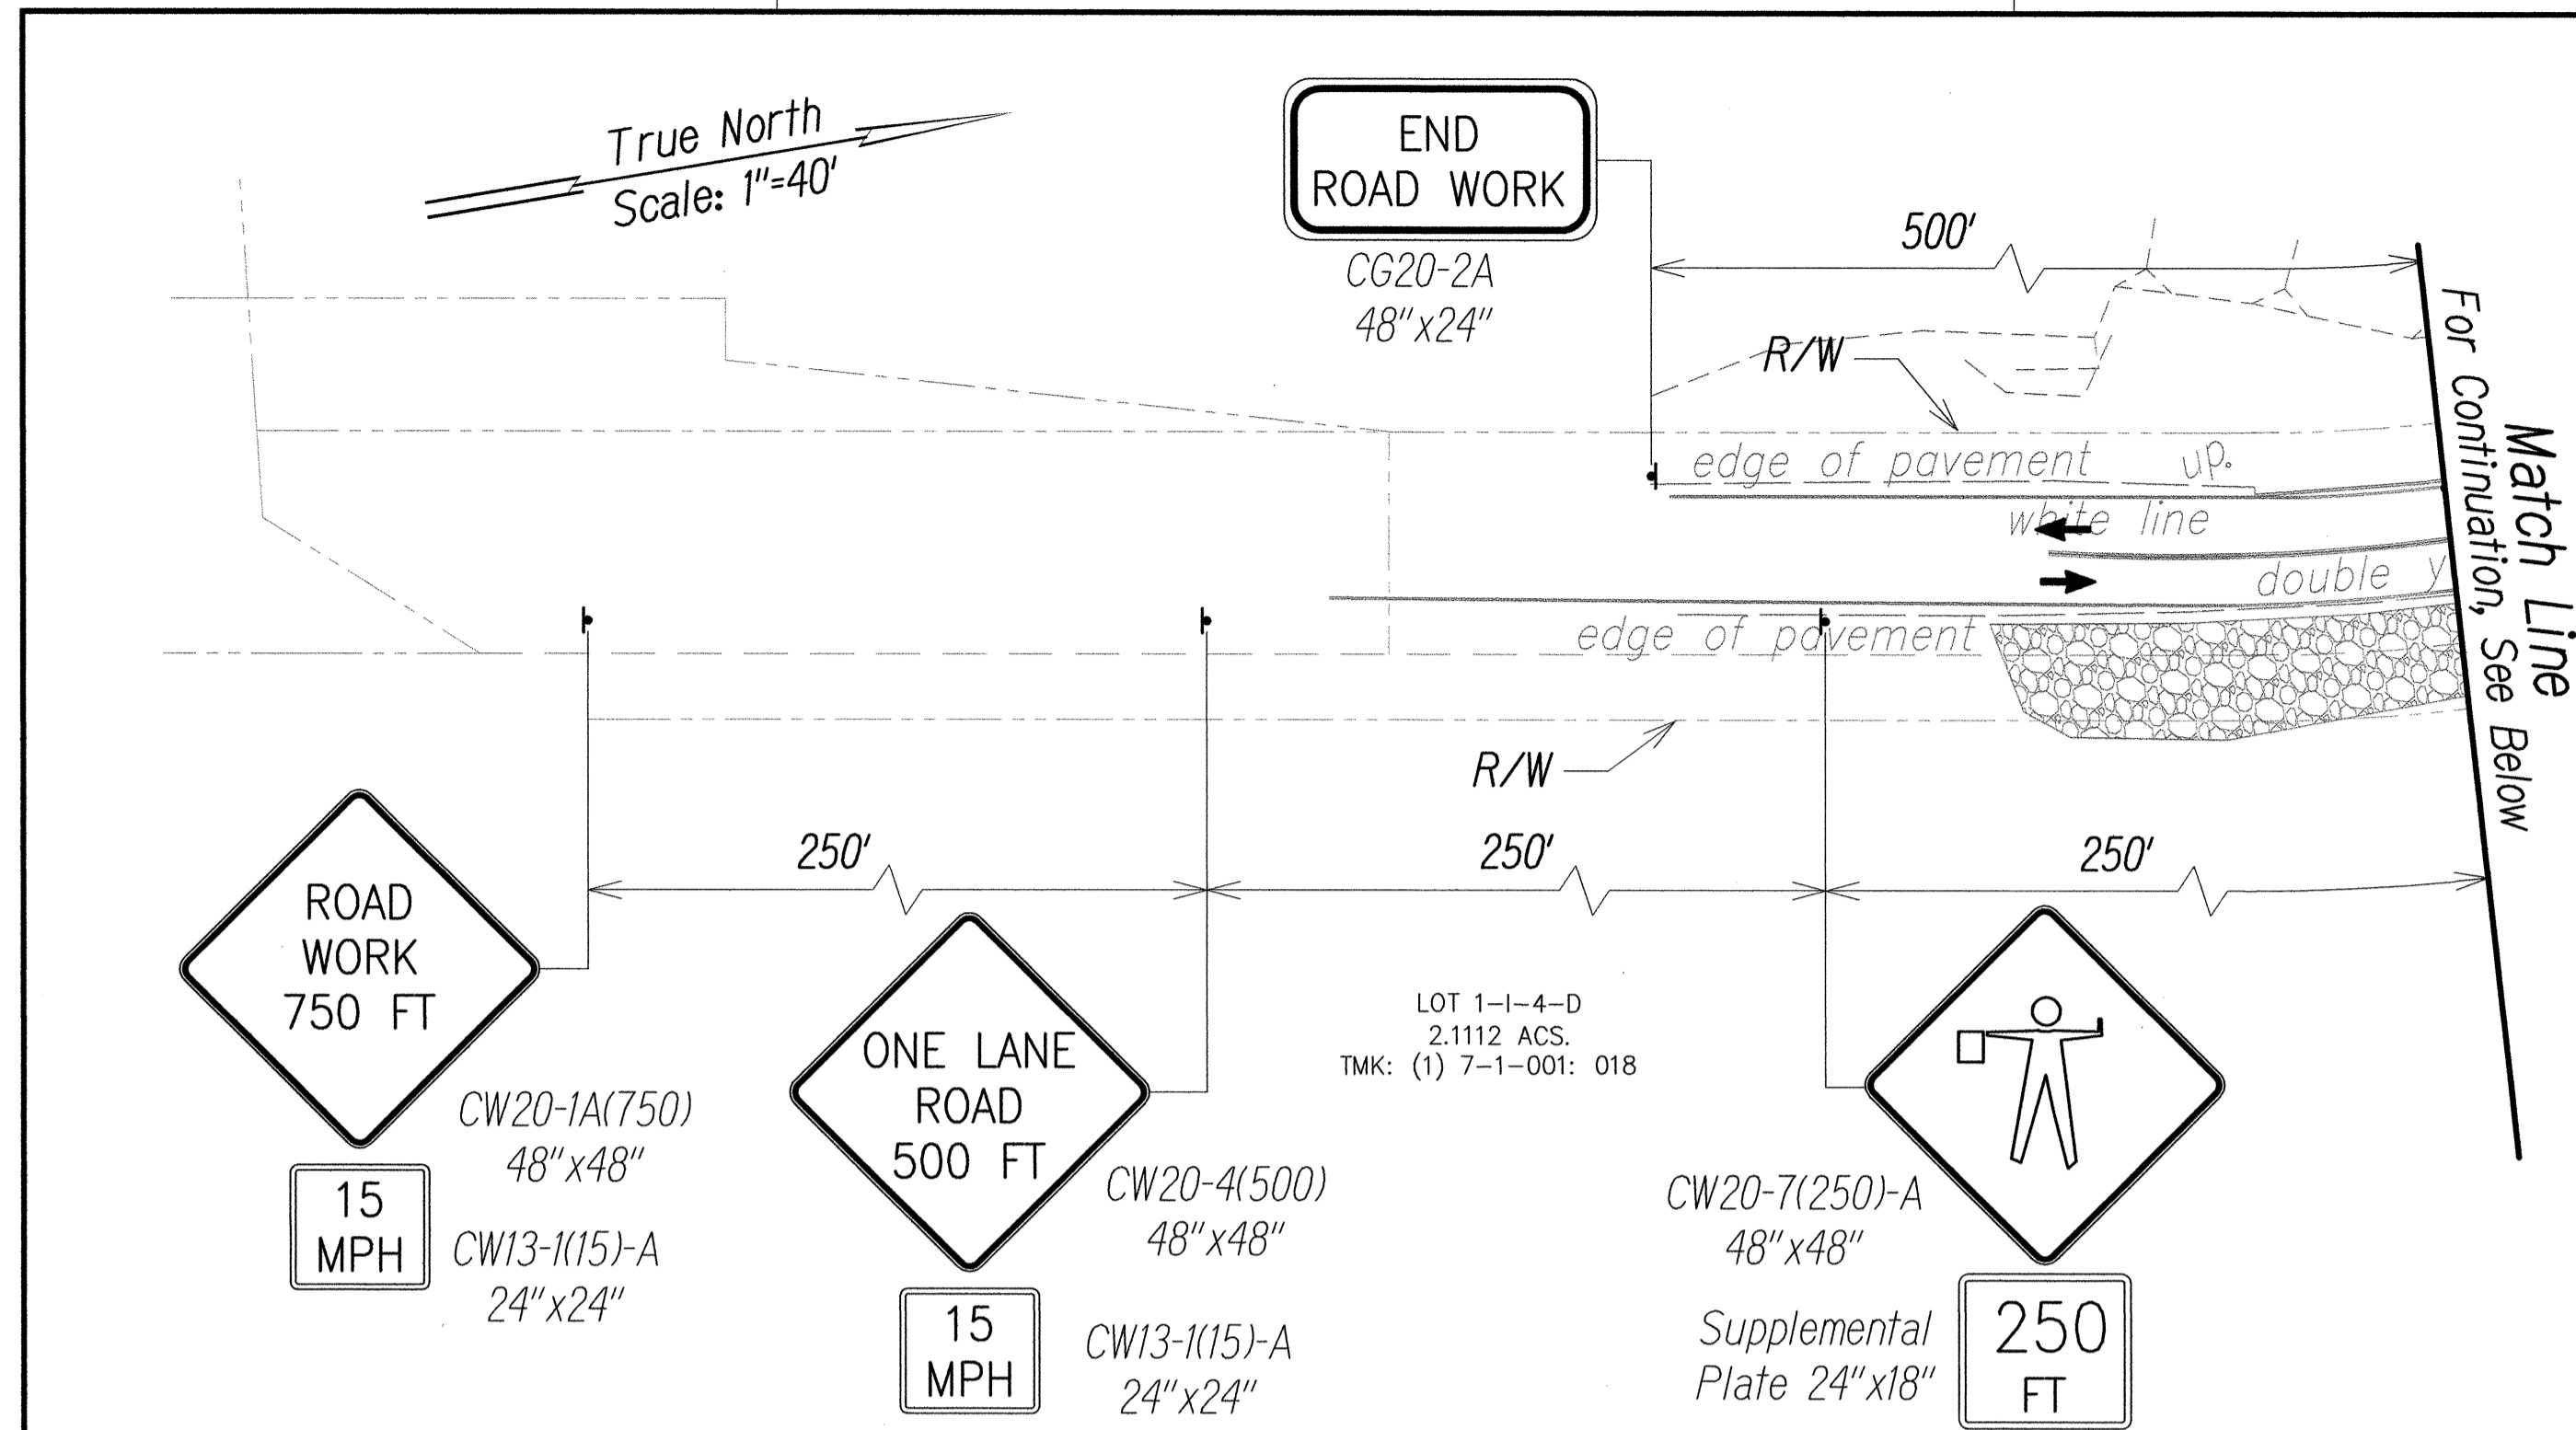 True North
Scale: 1"=40'
END
ROAD WORK
CG20-2A
48"x24"
500'
R/W
edge of pavement up.
white line
double y
edge of pavement
R/W
Match Line
For Continuation, See Below
250'
250'
250'
ROAD
WORK
750 FT
CW20-1A(750)
48"x48"
15
MPH
CW13-1(15)-A
24"x24"
ONE LANE
ROAD
500 FT
CW20-4(500)
48"x48"
15
MPH
CW13-1(15)-A
24"x24"
LOT 1-I-4-D
2.1112 ACS.
TMK: (1) 7-1-001: 018
CW20-7(250)-A
48"x48"
Supplemental
Plate 24"x18"
250
FT